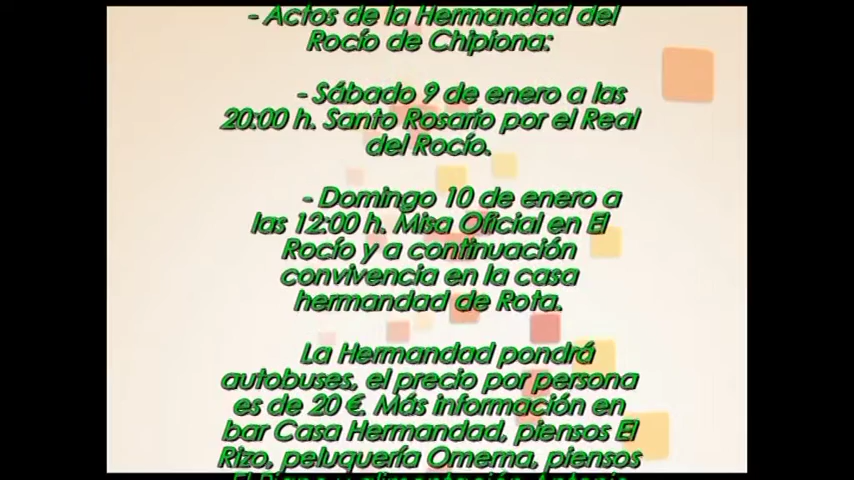 - Actos de la Hermandad del
Rocío de Chipiona:
- Sábado 9 de enero a las
20:00 h. Santo Rosario por el Real
del Rocío.
- Domingo 10 de enero a
las 12:00 h. Misa Oficial en El
Rocío y a continuación
convivencia en la casa
hermandad de Rota.
La Hermandad pondrá
autobuses, el precio por persona
es de 20 €. Más información en
bar Casa Hermandad, piensos El
Rizo, peluquería Omema, piensos